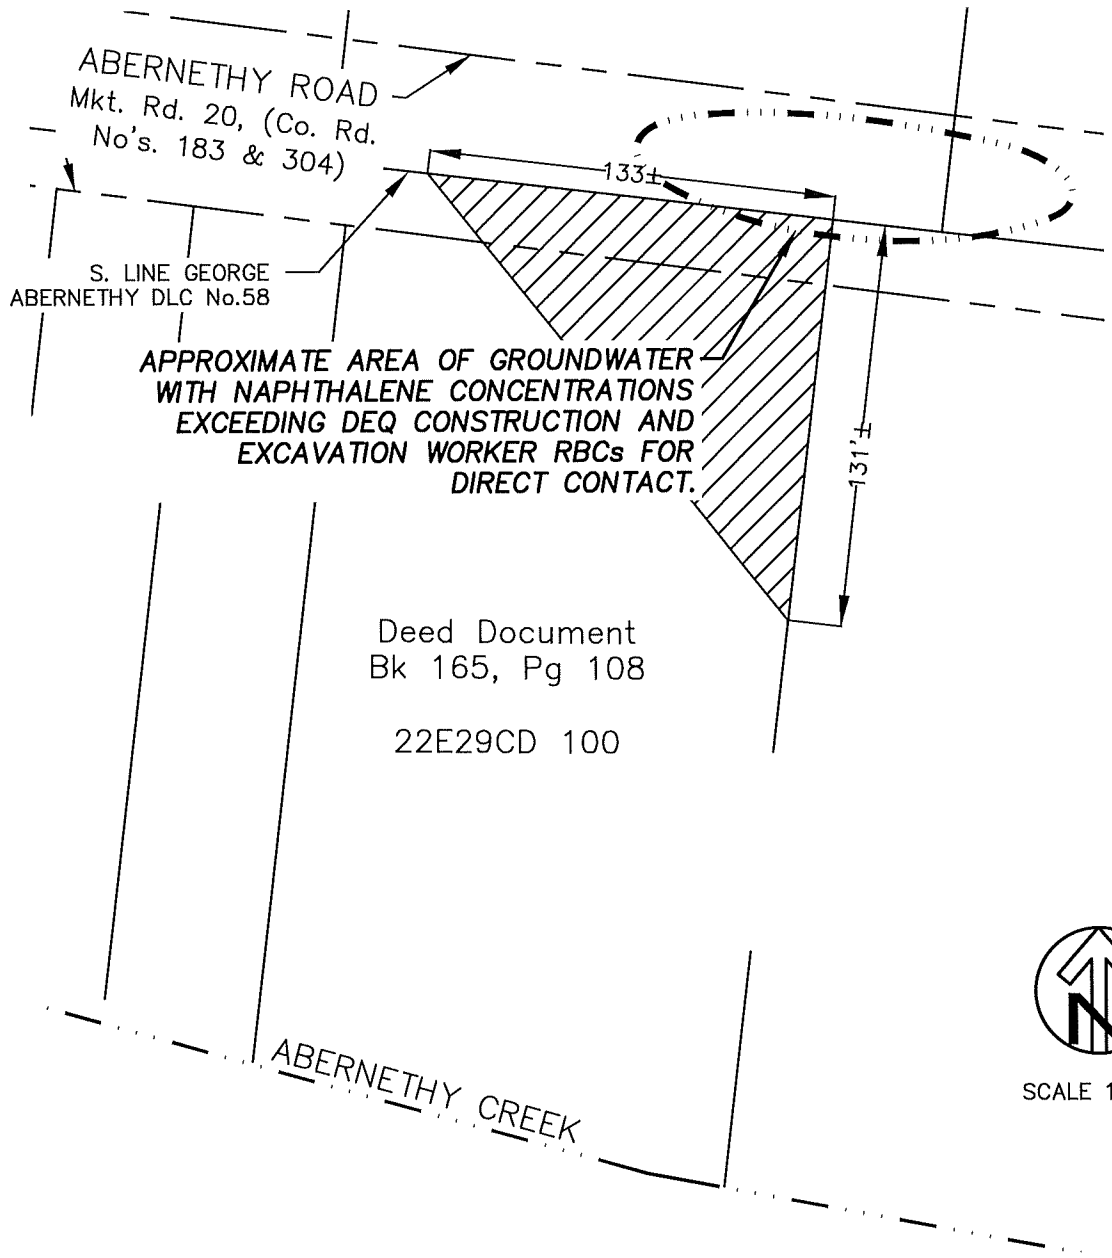 ABERNETHY ROAD
Mkt. Rd. 20, (Co. Rd.
No's. 183 & 304)
133±
S. LINE GEORGE
ABERNETHY DLC No.58
APPROXIMATE AREA OF GROUNDWATER
WITH NAPHTHALENE CONCENTRATIONS
EXCEEDING DEQ CONSTRUCTION AND
EXCAVATION WORKER RBCs FOR
DIRECT CONTACT.
131'±
Deed Document
Bk 165, Pg 108
22E29CD 100
N
SCALE 1
ABERNETHY CREEK